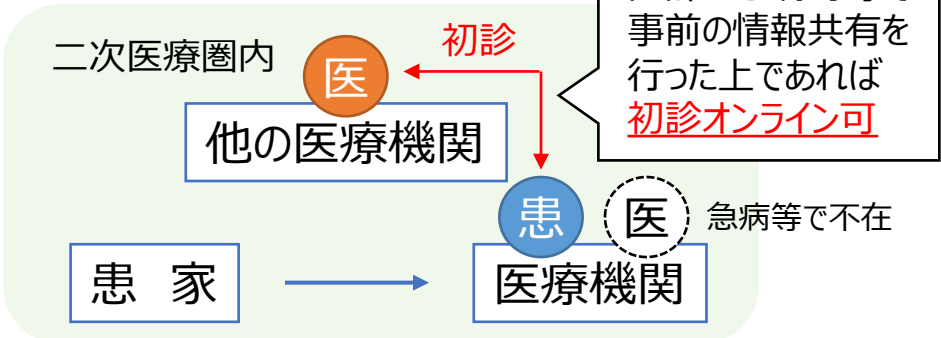 事前の情報共有を
行った上であれば
初診オンライン可
二次医療圏内
初診
医
他の医療機関
患
医
急病等で不在
患 家
医療機関